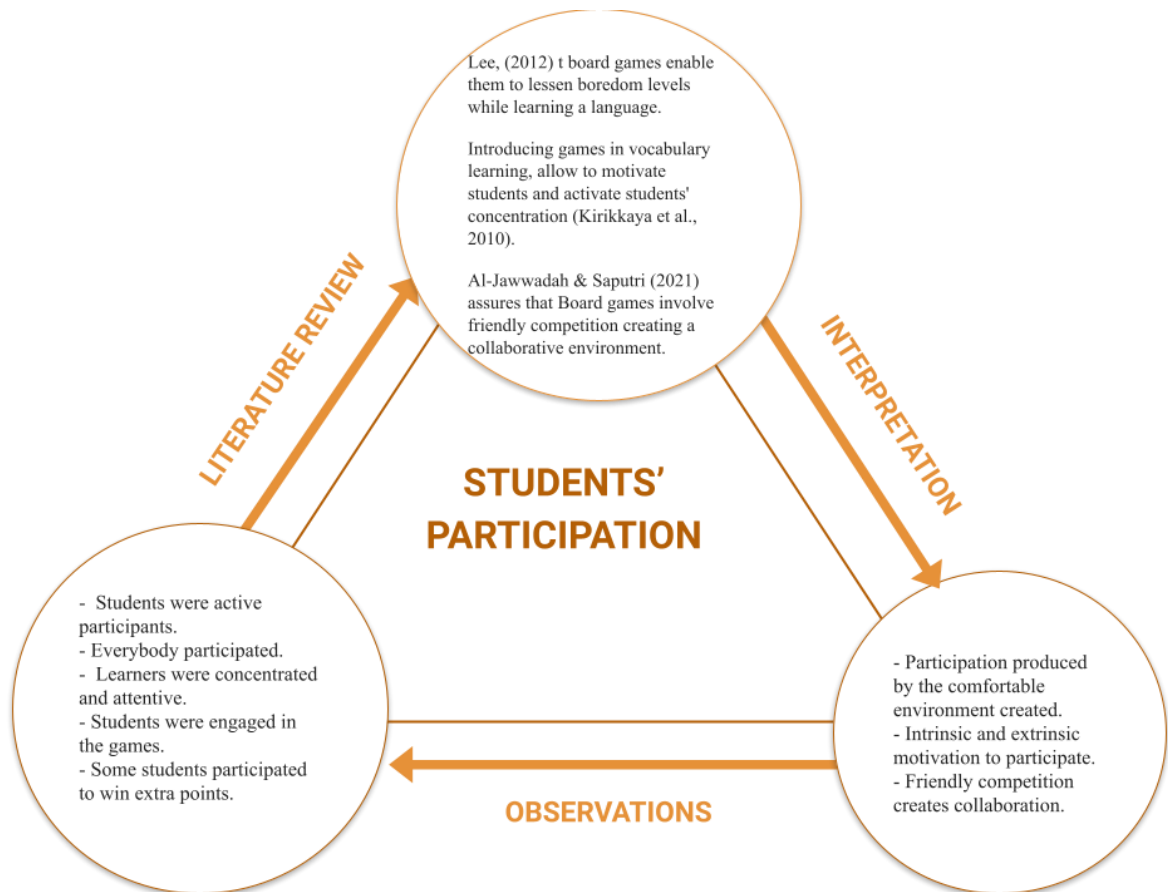 Lee, (2012) t board games enable
them to lessen boredom levels
while learning a language.
Introducing games in vocabulary
learning, allow to motivate
students and activate students'
concentration (Kirikkaya et al.,
2010).
Al-Jawwadah & Saputri (2021)
assures that Board games involve
friendly competition creating a
collaborative environment.
LITERATURE REVIEW
INTERPRETATION
STUDENTS’
PARTICIPATION
- Students were active
participants.
- Everybody participated.
- Learners were concentrated
and attentive.
- Students were engaged in
the games.
- Some students participated
to win extra points.
- Participation produced
by the comfortable
environment created.
- Intrinsic and extrinsic
motivation to participate.
- Friendly competition
creates collaboration.
OBSERVATIONS